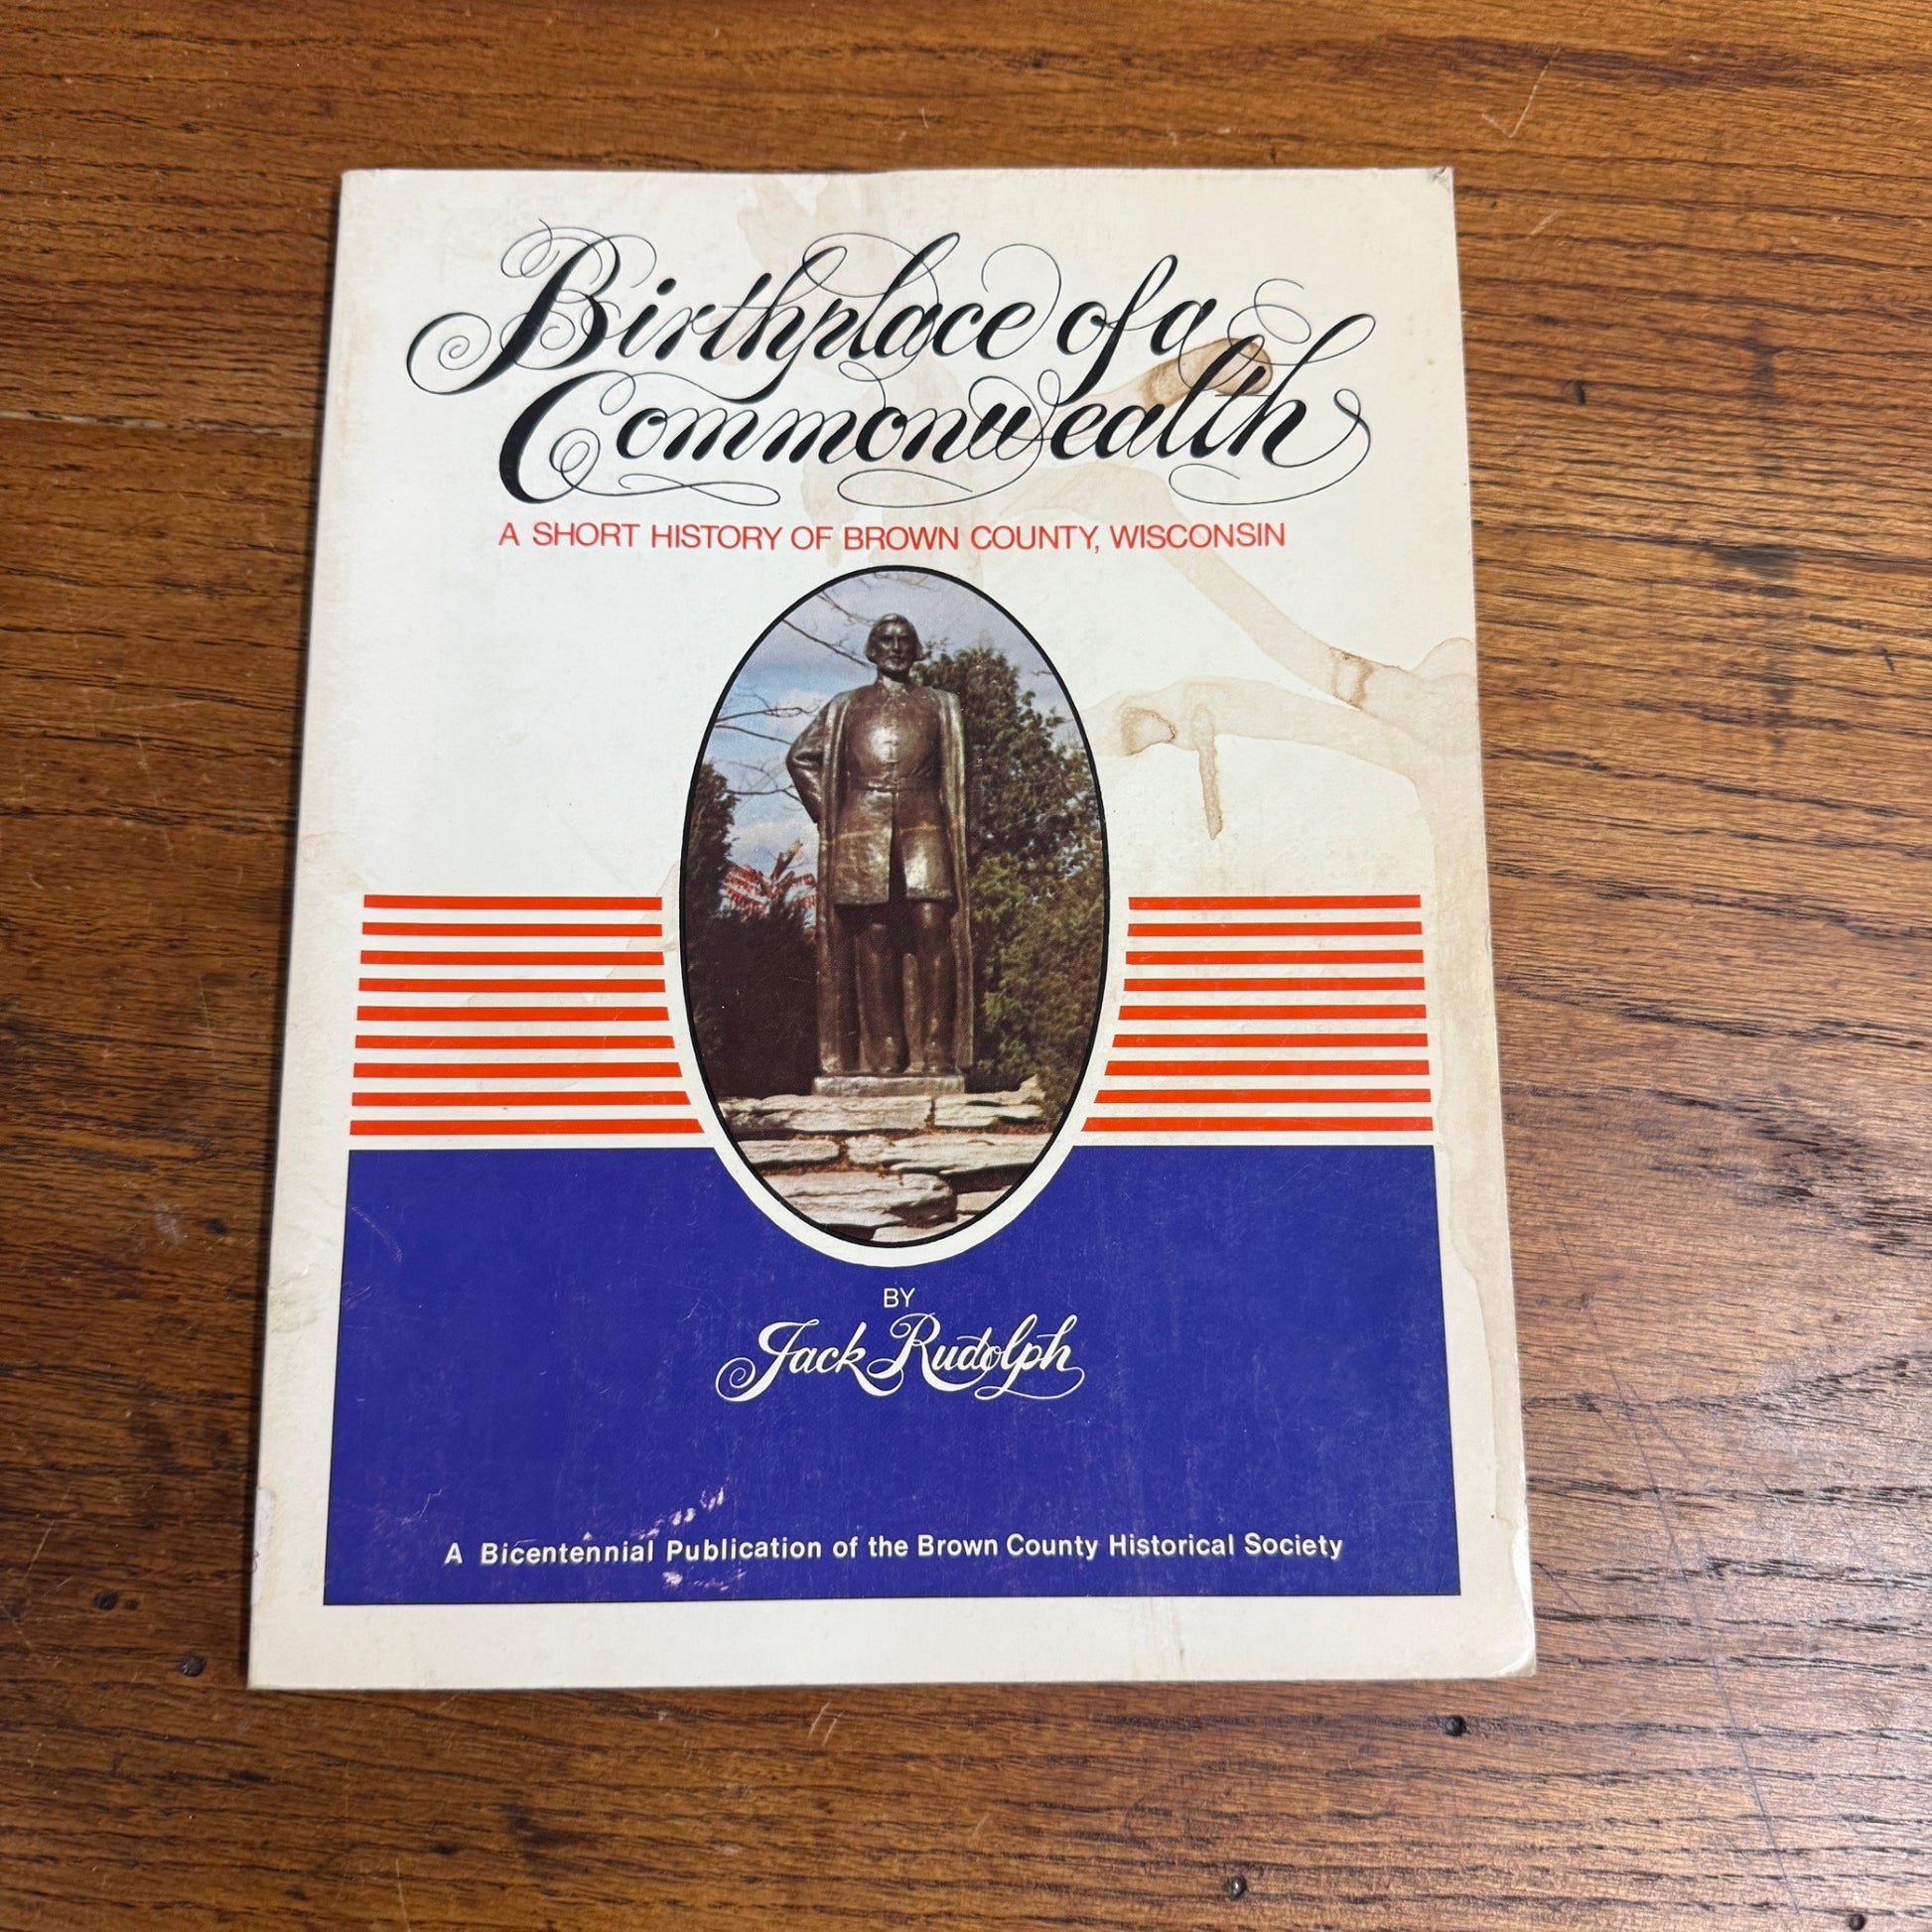 Birthplace of a
Commonwealth
A SHORT HISTORY OF BROWN COUNTY, WISCONSIN
BY
Jack Rudolph
A Bicentennial Publication of the Brown County Historical Society